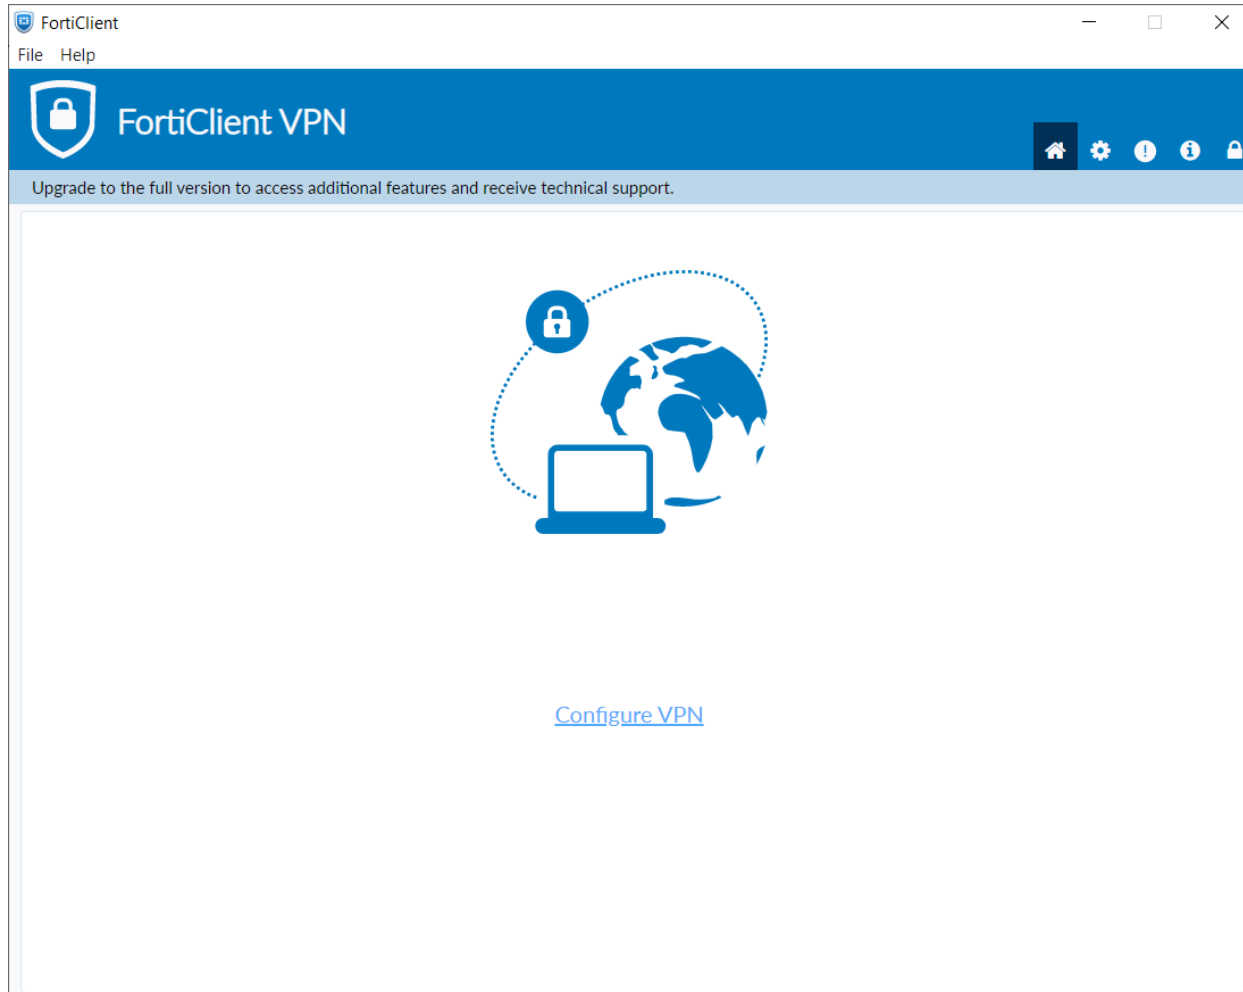 FortiClient
File Help
FortiClient VPN
Upgrade to the full version to access additional features and receive technical support.
Configure VPN